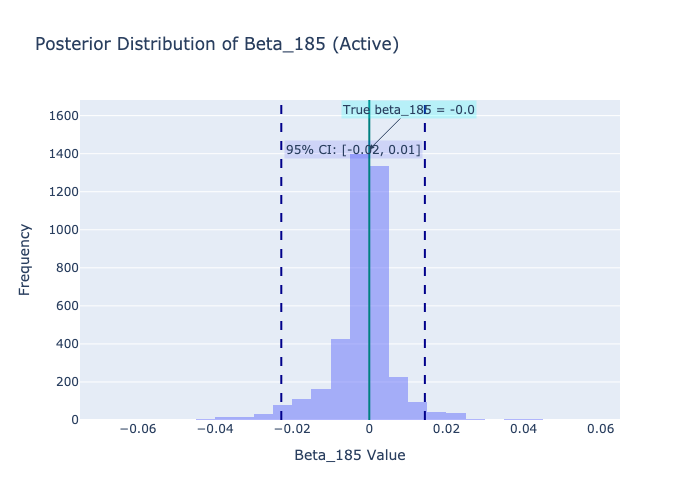 Posterior Distribution of Beta_185 (Active)
True beta_185 = -0.0
95% CI: [-0.02, 0.01]
1600
1400
1200
1000
800
600
400
200
0
Frequency
−0.06 −0.04 −0.02 0 0.02 0.04 0.06
Beta_185 Value